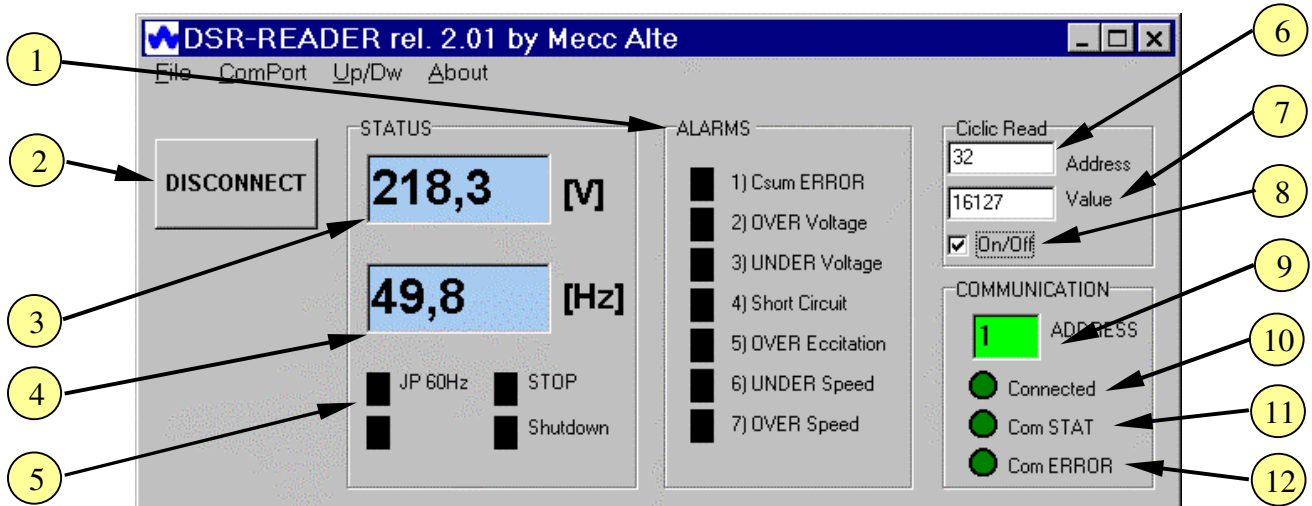 DSR-READER rel. 2.01 by Mecc Alte
File ComPort Up/Dw About
DISCONNECT
STATUS
218,3 [V]
49,8 [Hz]
JP 60Hz STOP
Shutdown
ALARMS
1) Csum ERROR
2) OVER Voltage
3) UNDER Voltage
4) Short Circuit
5) OVER Eccitation
6) UNDER Speed
7) OVER Speed
Ciclic Read
32 Address
16127 Value
On/Off
COMMUNICATION
1 ADDRESS
Connected
Com STAT
Com ERROR
1
2
3
4
5
6
7
8
9
10
11
12